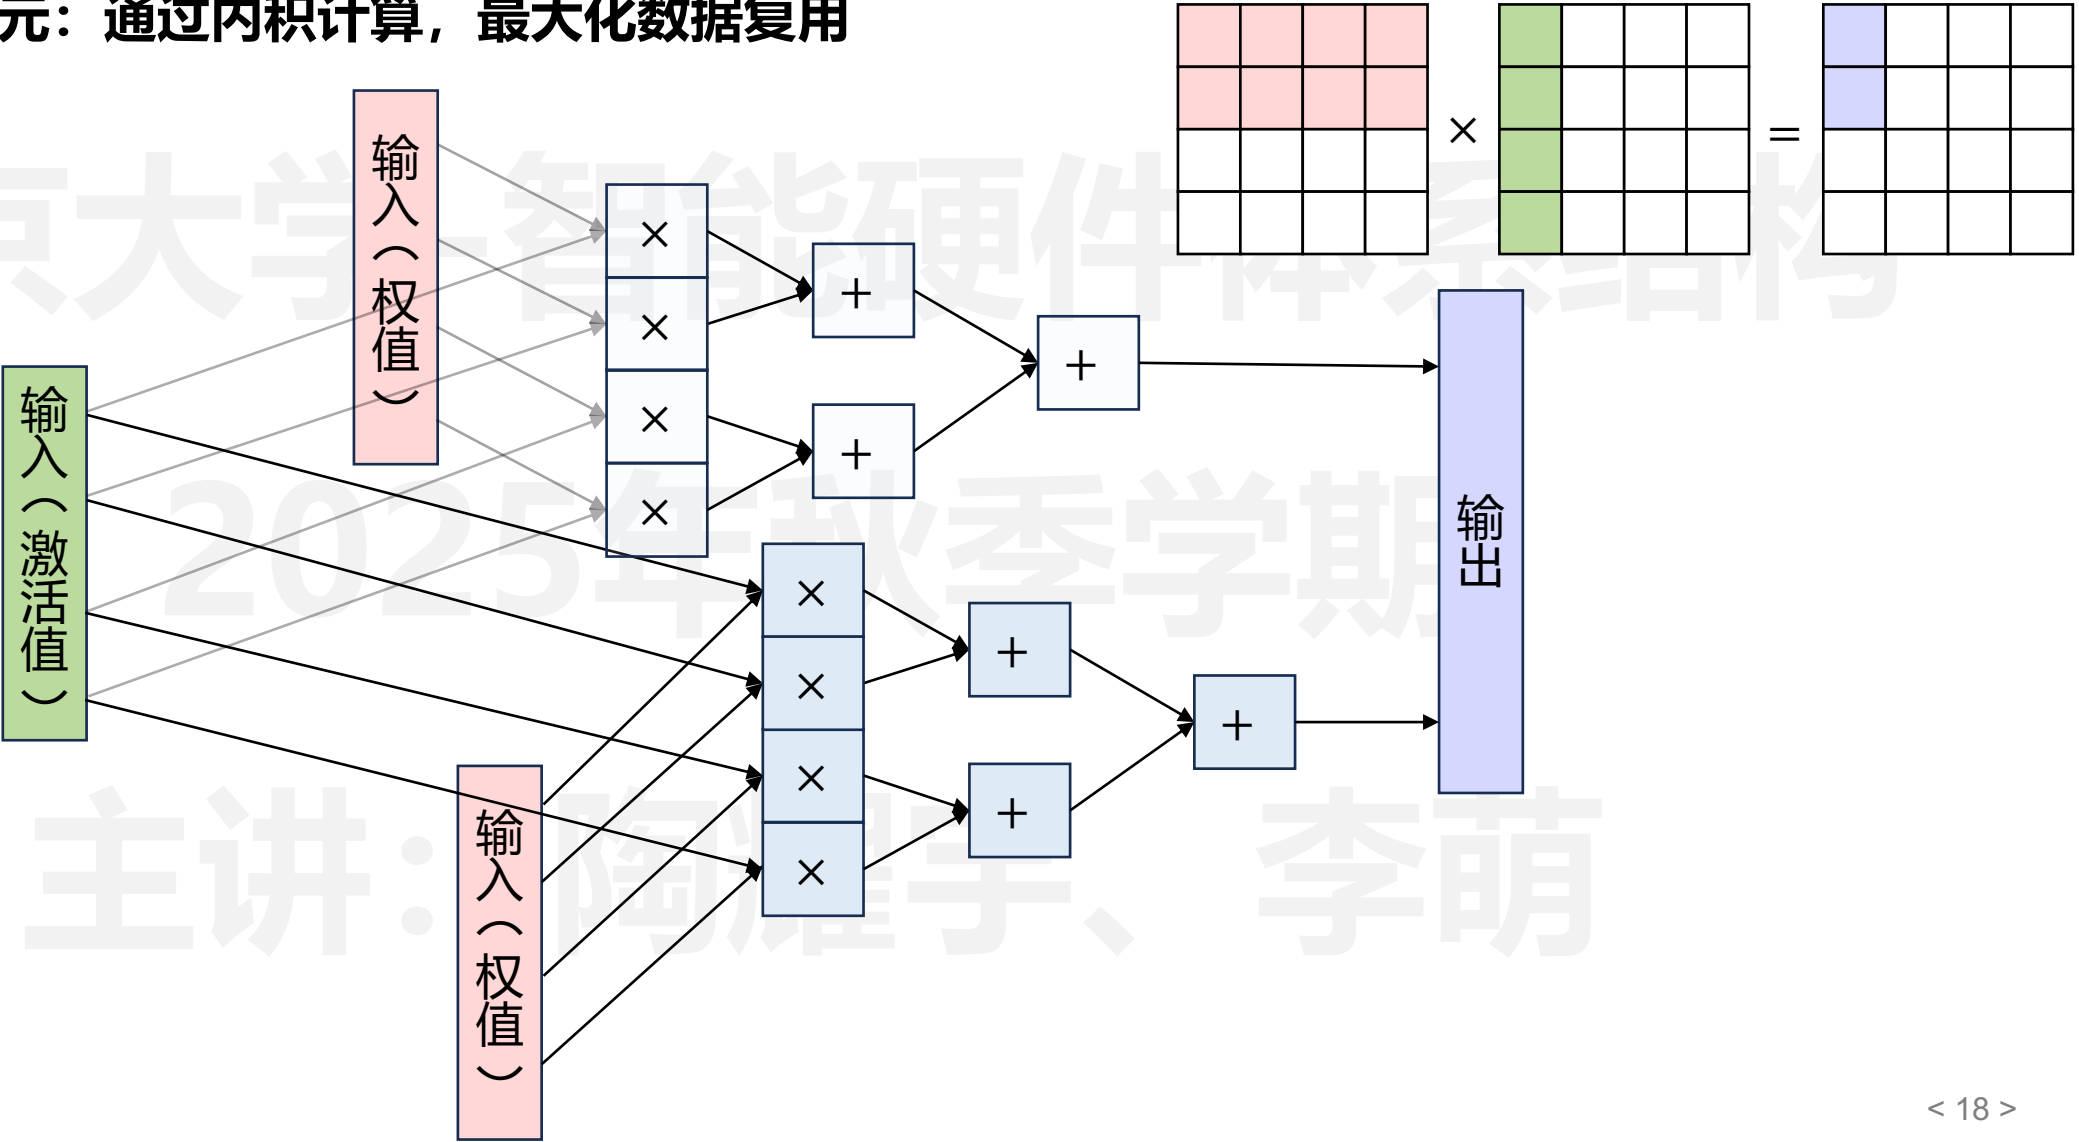 元：通过内积计算，最大化数据复用
×
=
输入（权值）
×
×
×
×
+
+
+
输入（激活值）
输出
×
×
×
×
+
+
+
输入（权值）
京大学-智能硬件体系结构
2025年秋季学期
主讲：陶耀宇、李萌
< 18 >